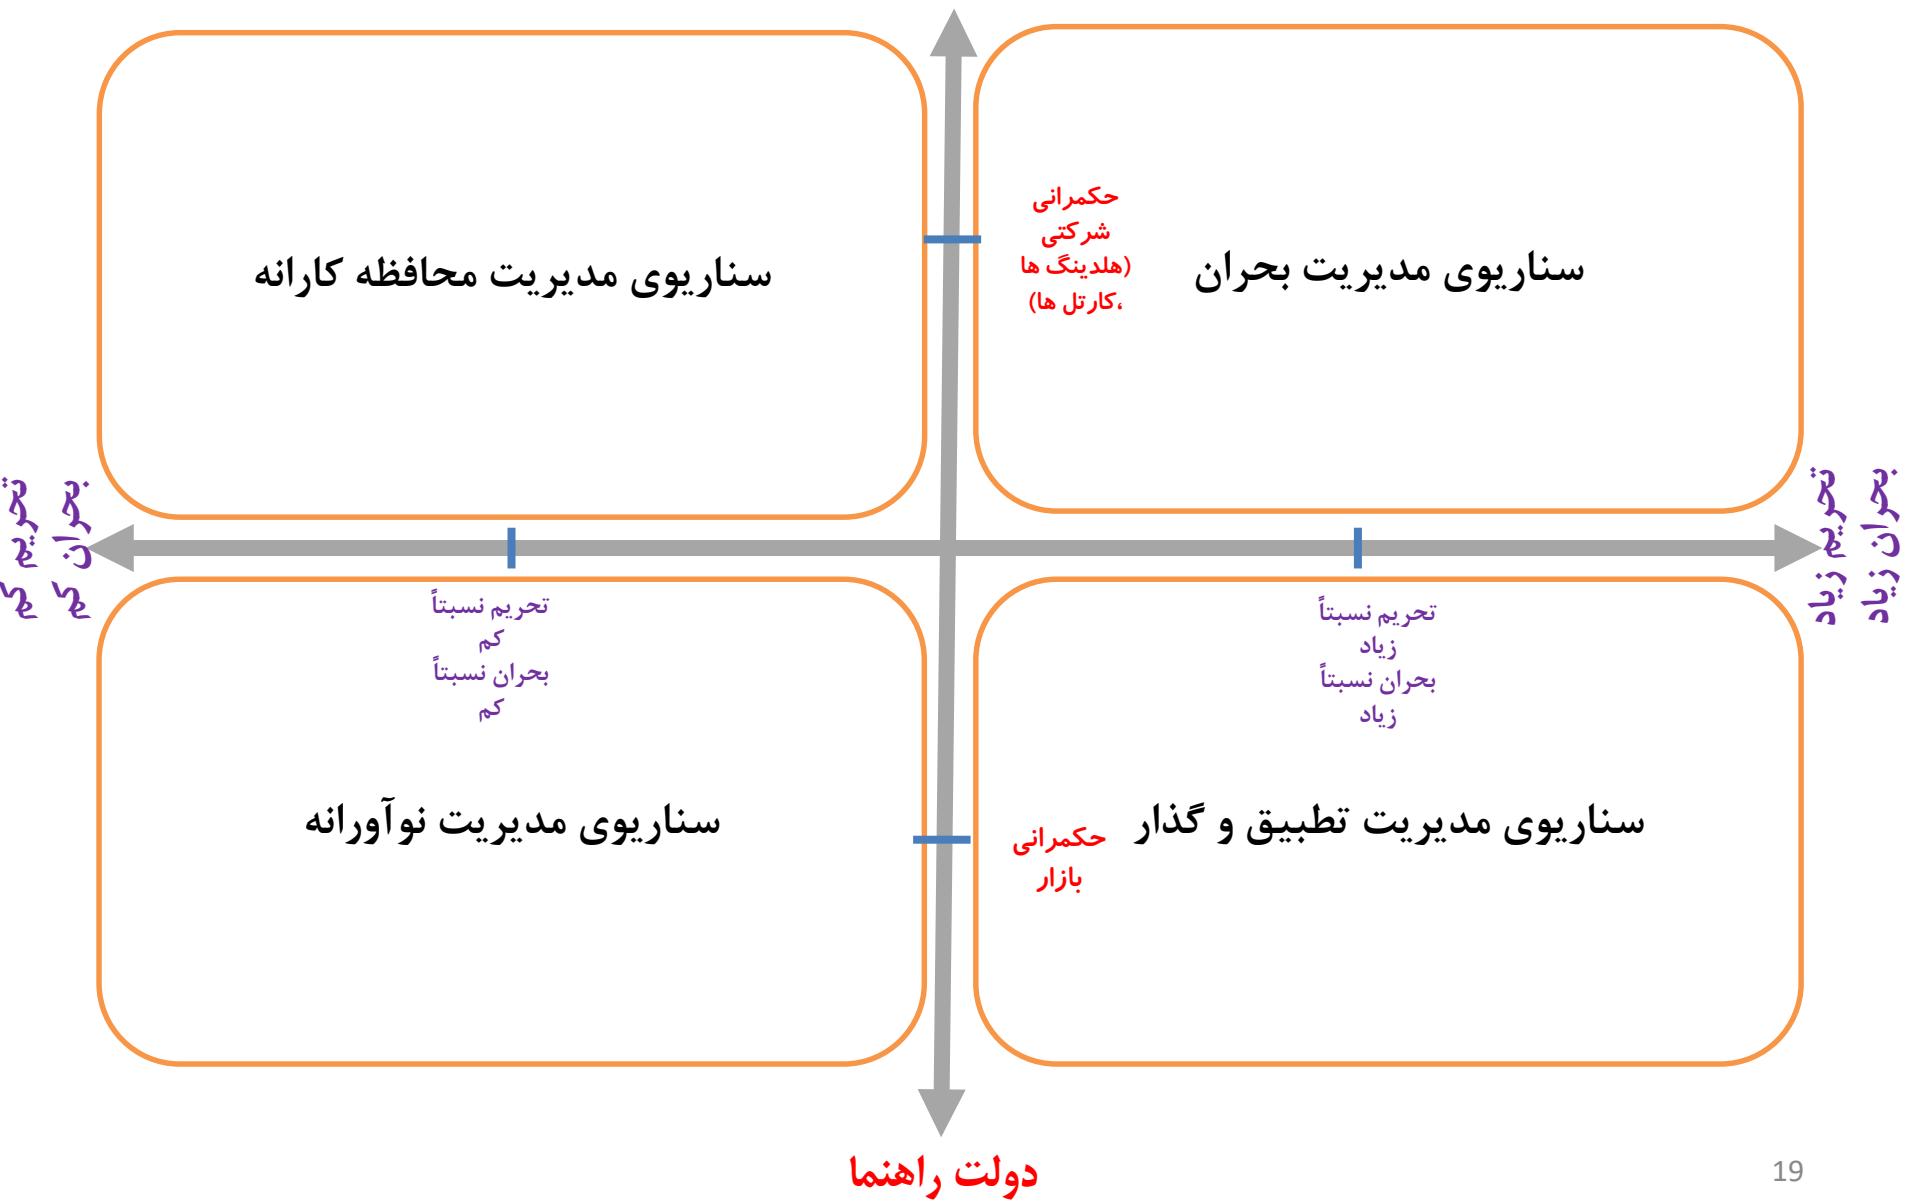 حکمرانی
شرکتی
(هلدینگ ها
،کارتل ها)
سناریوی مدیریت بحران
سناریوی مدیریت محافظه کارانه
تحریم زیاد
بحران زیاد
تحریم کم
بحران کم
تحریم نسبتاً
زیاد
بحران نسبتاً
زیاد
تحریم نسبتاً
کم
بحران نسبتاً
کم
سناریوی مدیریت تطبیق و گذار
حکمرانی
بازار
سناریوی مدیریت نوآورانه
دولت راهنما
19